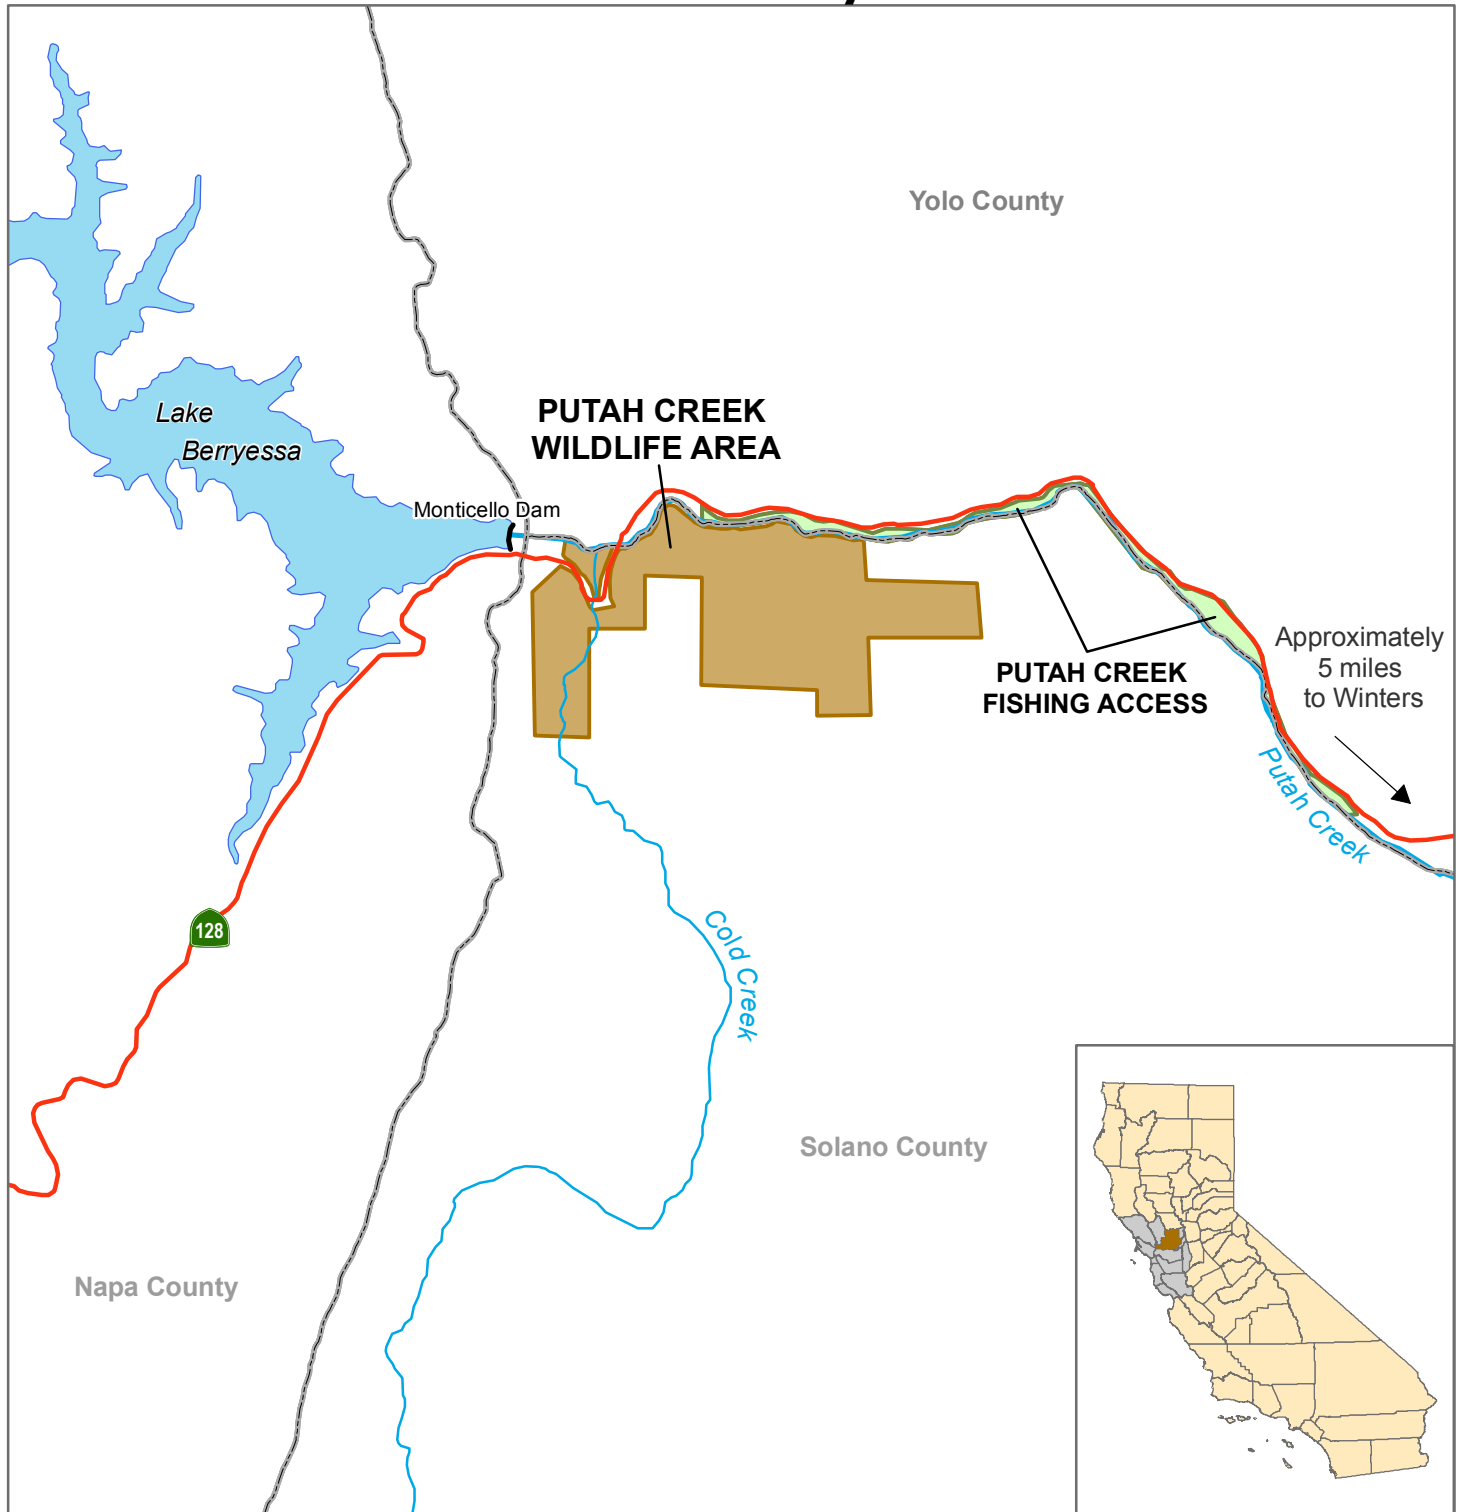 Yolo County
Lake
Berryessa
PUTAH CREEK
WILDLIFE AREA
Monticello Dam
PUTAH CREEK
FISHING ACCESS
Approximately
5 miles
to Winters
Putah Creek
128
Cold Creek
Solano County
Napa County